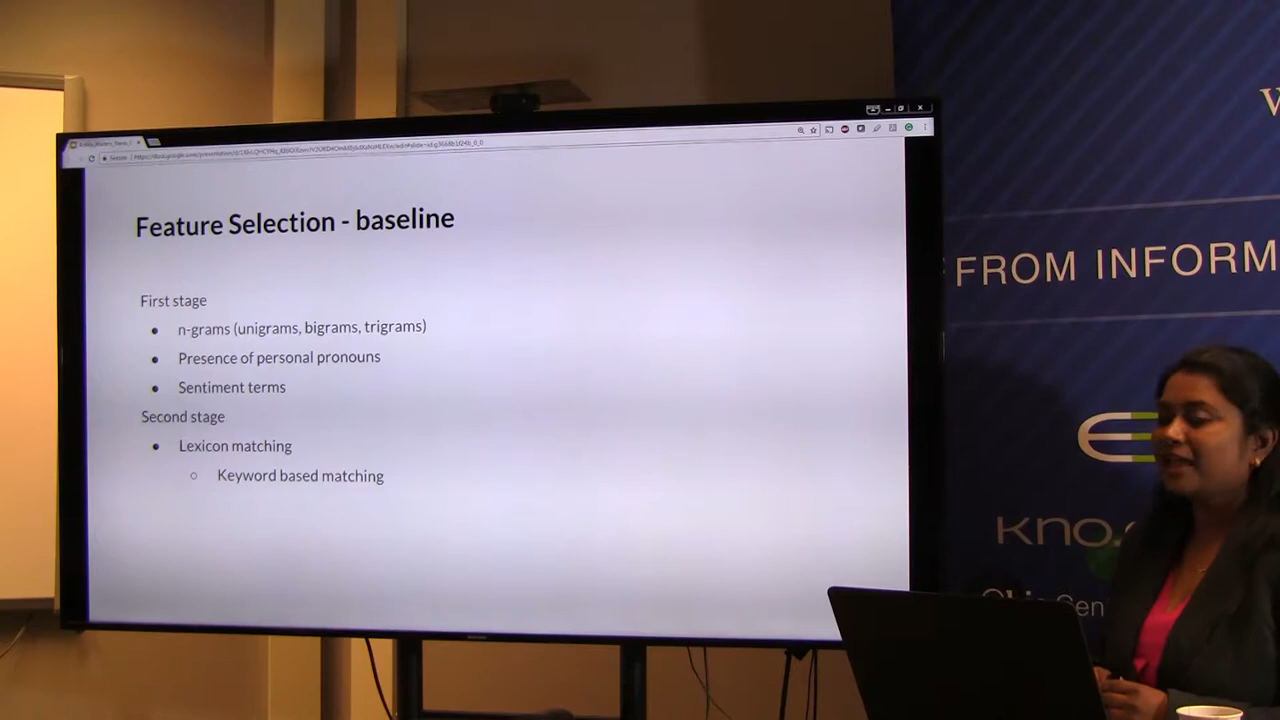 Feature Selection - baseline
First stage
● n-grams (unigrams, bigrams, trigrams)
● Presence of personal pronouns
● Sentiment terms
Second stage
● Lexicon matching
○ Keyword based matching
W
FROM INFORM
kno.
Cen